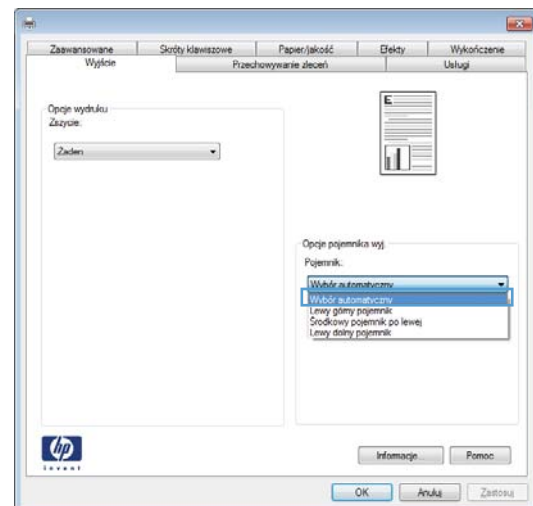 Zaawansowane
Skróty klawiszowe
Papier/jakość
Efekty
Wykończenie
Wyjście
Przechowywanie zleceń
Usługi
Opcje wydruku
Zszycie:
Żaden
E
Opcje pojemnika wyj.
Pojemnik:
Wybór automatyczny
Wybór automatyczny
Lewy górny pojemnik
Środkowy pojemnik po lewej
Lewy dolny pojemnik
hp
invent
Informacje...
Pomoc
OK
Anuluj
Zastosuj